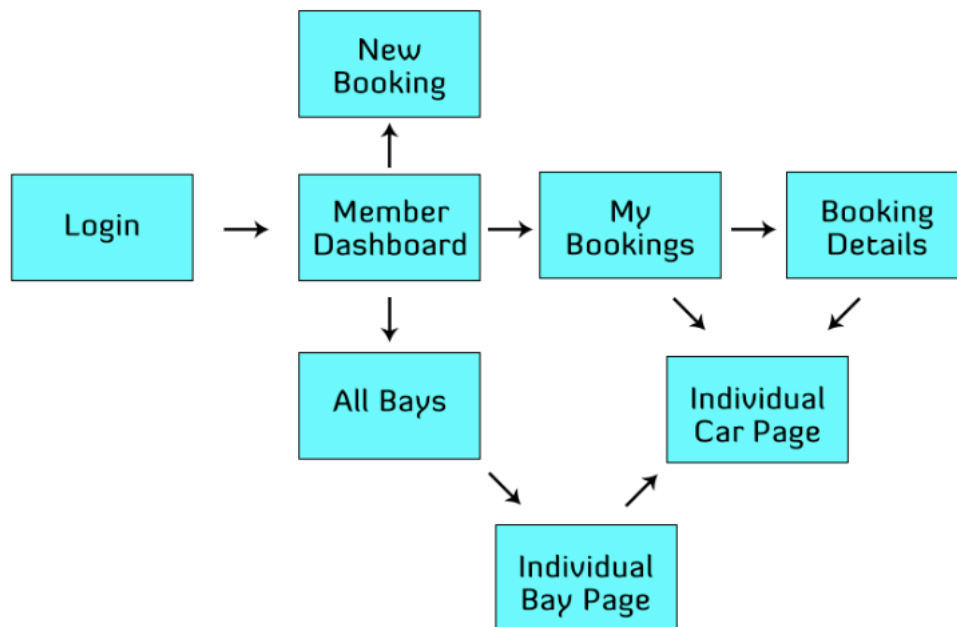 New
Booking
Login
Member
Dashboard
My
Bookings
Booking
Details
All Bays
Individual
Car Page
Individual
Bay Page